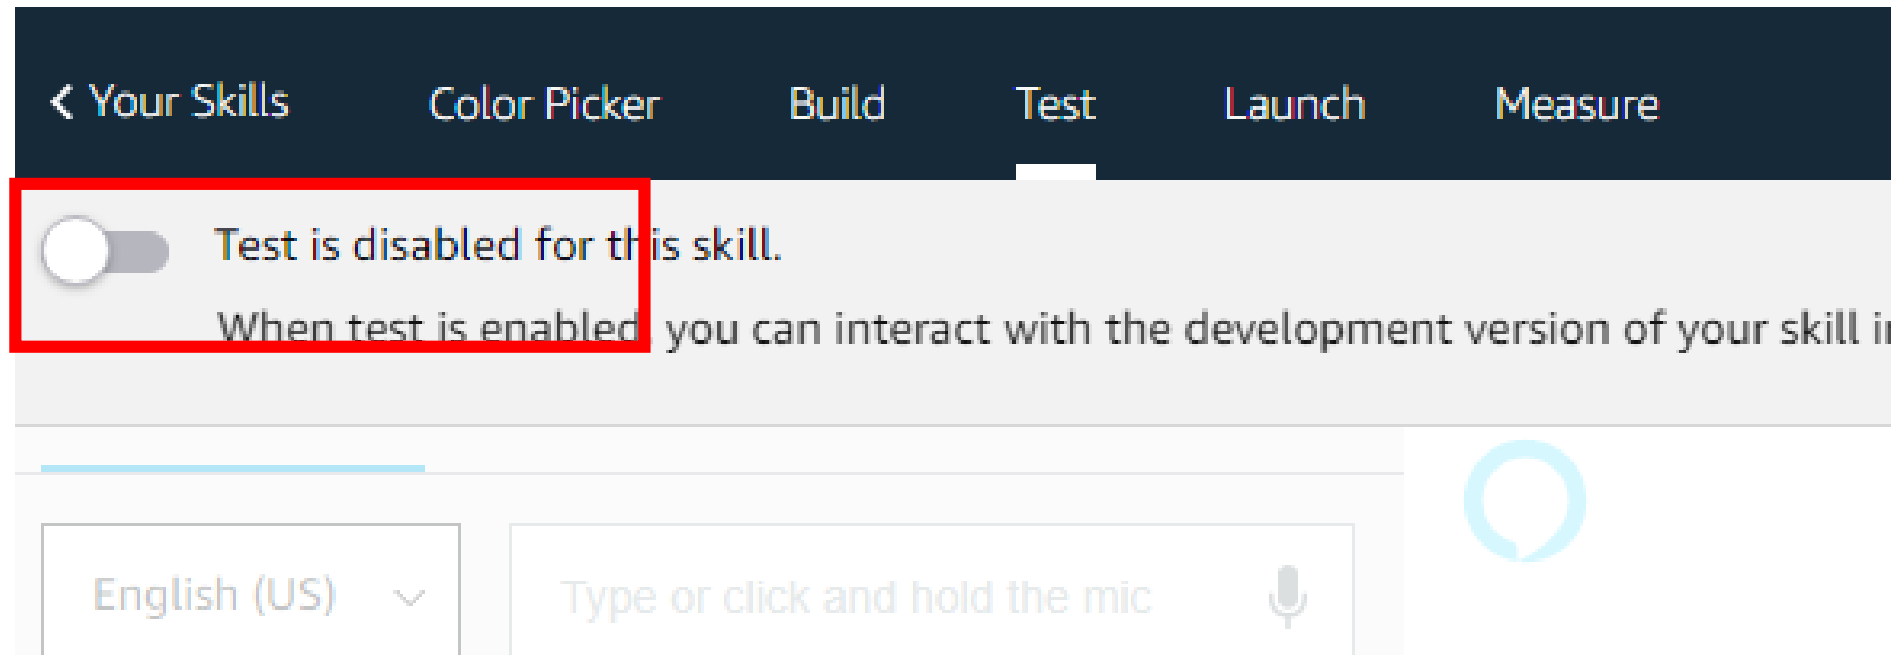 Your Skills Color Picker Build Test Launch Measure
Test is disabled for this skill.
When test is enabled, you can interact with the development version of your skill
English (US) Type or click and hold the mic